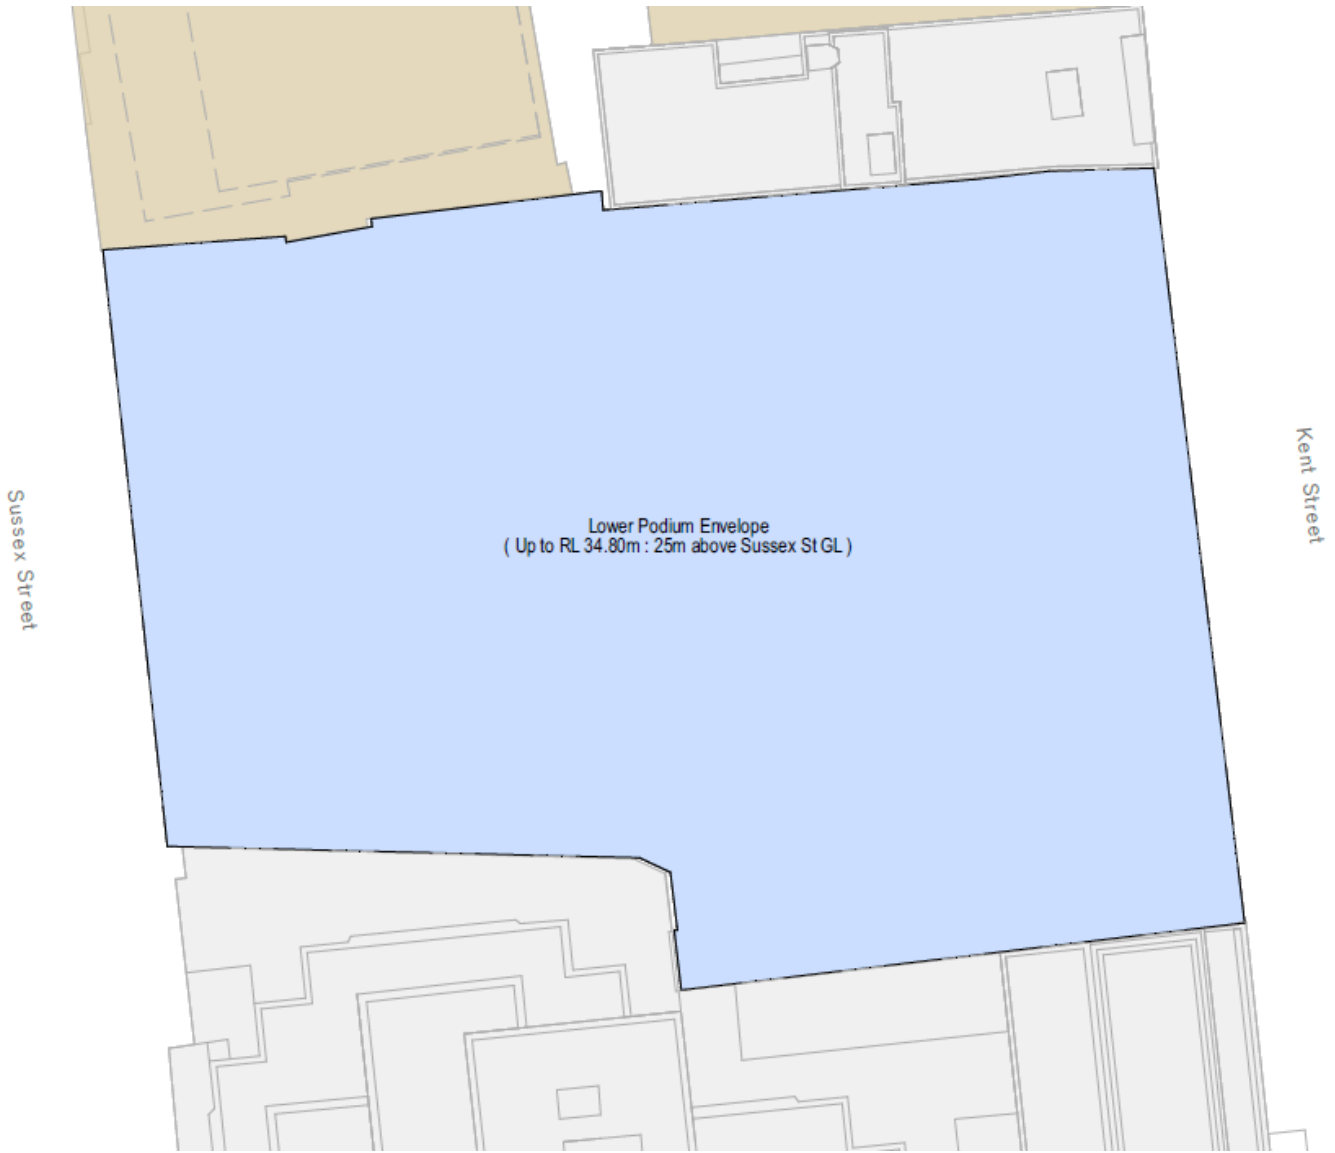 Lower Podium Envelope
( Up to RL 34.80m : 25m above Sussex St GL )
Sussex Street
Kent Street